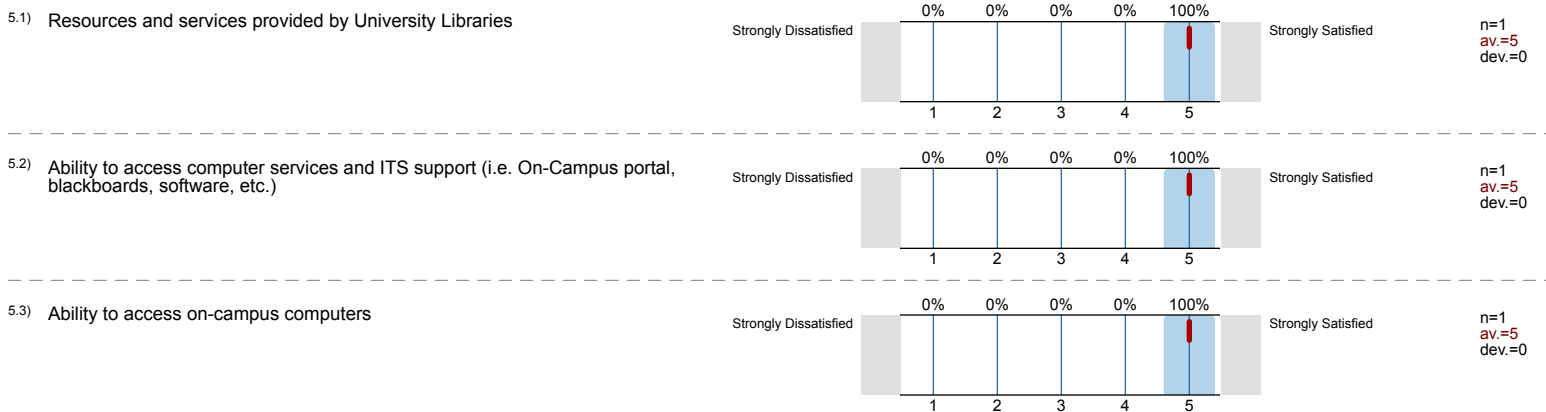 0% 0% 0% 0% 100%
5.1) Resources and services provided by University Libraries
Strongly Dissatisfied Strongly Satisfied
n=1
av.=5
dev.=0
1 2 3 4 5
0% 0% 0% 0% 100%
5.2) Ability to access computer services and ITS support (i.e. On-Campus portal,
blackboards, software, etc.)
Strongly Dissatisfied Strongly Satisfied
n=1
av.=5
dev.=0
1 2 3 4 5
0% 0% 0% 0% 100%
5.3) Ability to access on-campus computers
Strongly Dissatisfied Strongly Satisfied
n=1
av.=5
dev.=0
1 2 3 4 5